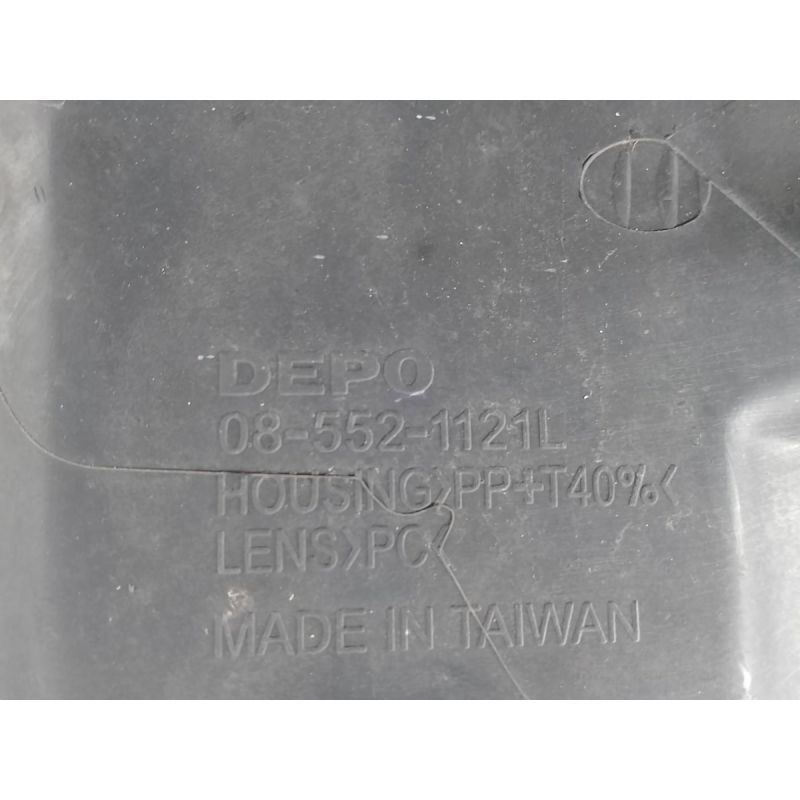 DEPO
08-552-1121L
HOUSING>PP+T40%<
LENS>PC<
MADE IN TAIWAN